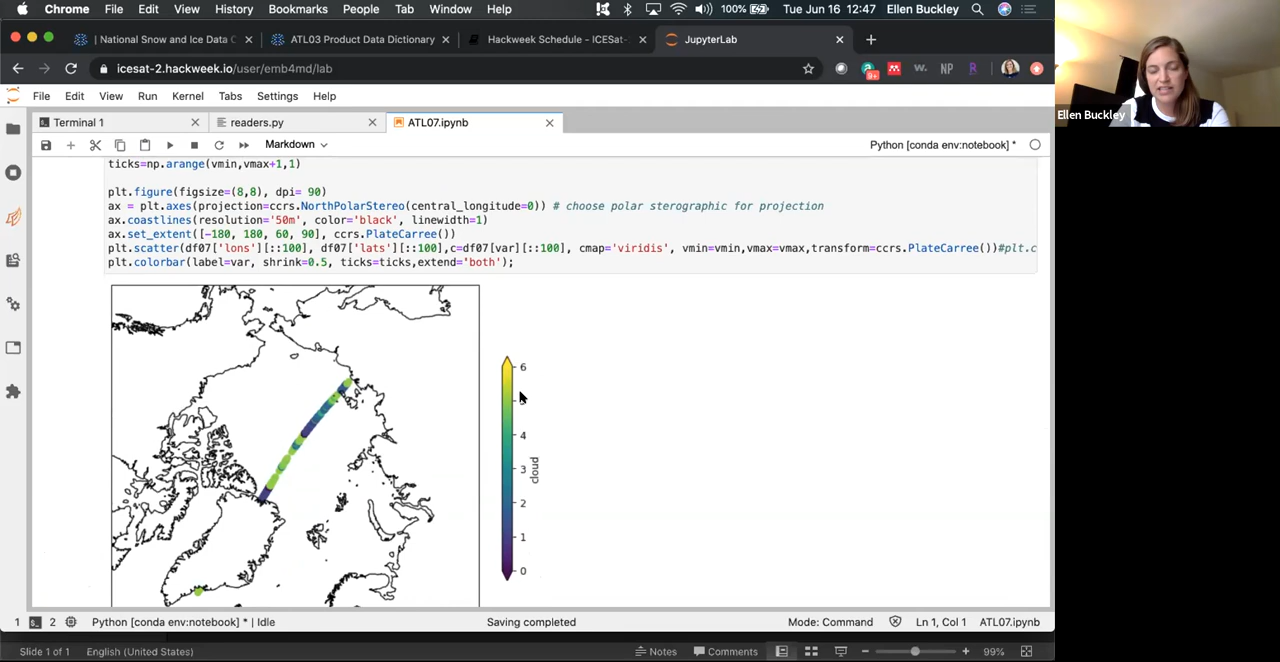 Chrome File Edit View History Bookmarks People Tab Window Help 100% Tue Jun 16 12:47 Ellen Buckley
| National Snow and Ice Data C ATL03 Product Data Dictionary Hackweek Schedule - ICESat- JupyterLab
icesat-2.hackweek.io/user/emb4md/lab 9+ W. NP R
Ellen Buckley
File Edit View Run Kernel Tabs Settings Help
Terminal 1 readers.py ATL07.ipynb
Markdown Python [conda env:notebook] *
ticks=np.arange(vmin,vmax+1,1)
plt.figure(figsize=(8,8), dpi= 90)
ax = plt.axes(projection=ccrs.NorthPolarStereo(central_longitude=0)) # choose polar sterographic for projection
ax.coastlines(resolution='50m', color='black', linewidth=1)
ax.set_extent([-180, 180, 60, 90], ccrs.PlateCarree())
plt.scatter(df07['lons'][::100], df07['lats'][::100],c=df07[var][::100], cmap='viridis', vmin=vmin,vmax=vmax,transform=ccrs.PlateCarree())#plt.c
plt.colorbar(label=var, shrink=0.5, ticks=ticks,extend='both');
6
5
4
3
2
1
0
cloud
1 2 Python [conda env:notebook] * | Idle Saving completed Mode: Command Ln 1, Col 1 ATL07.ipynb
Slide 1 of 1 English (United States) Notes Comments 99%